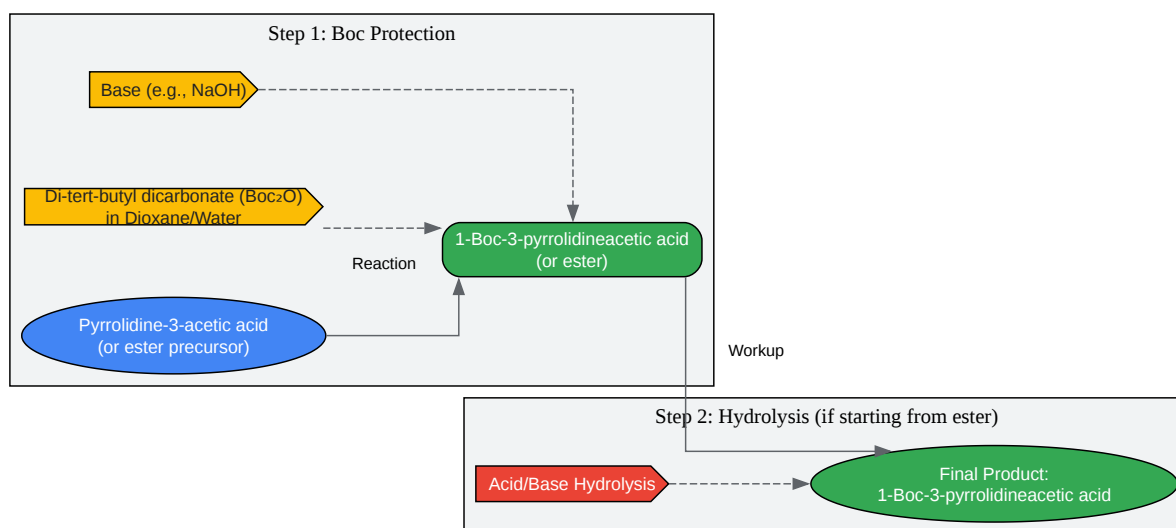 Step 1: Boc Protection
Base (e.g., NaOH)
Di-tert-butyl dicarbonate (Boc₂O)
in Dioxane/Water
1-Boc-3-pyrrolidineacetic acid
(or ester)
Reaction
Pyrrolidine-3-acetic acid
(or ester precursor)
Workup
Step 2: Hydrolysis (if starting from ester)
Acid/Base Hydrolysis
Final Product:
1-Boc-3-pyrrolidineacetic acid